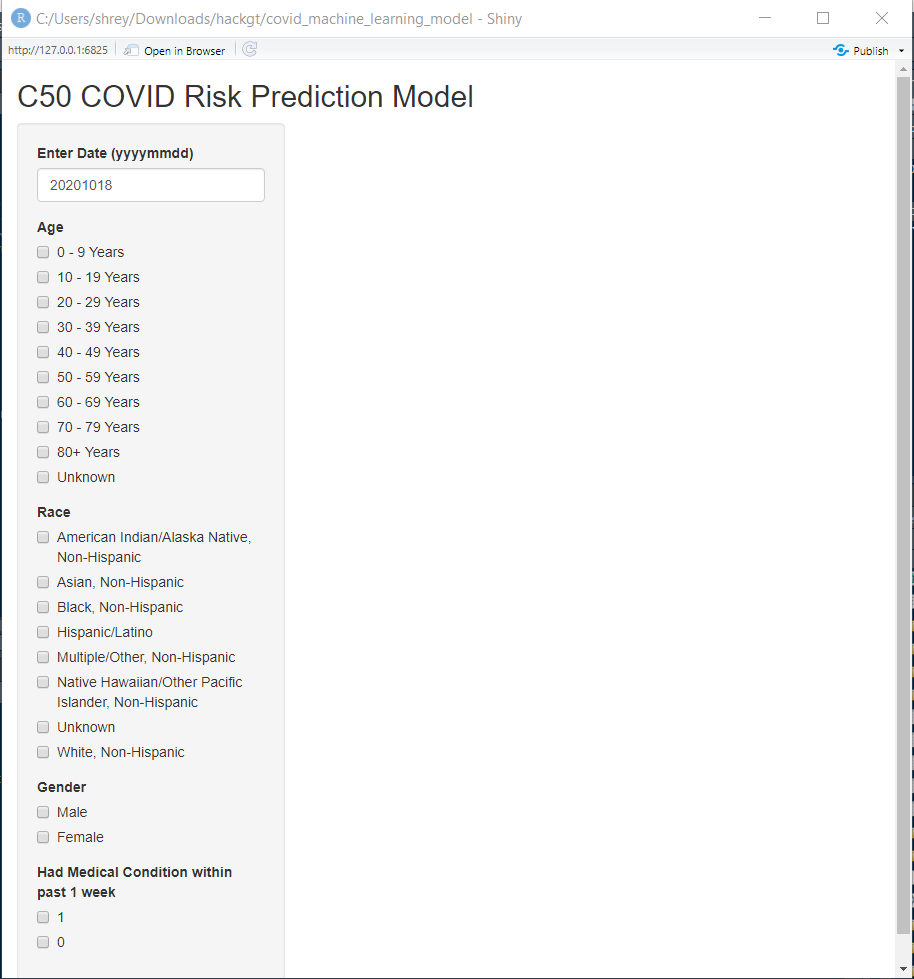 R C:/Users/shrey/Downloads/hackgt/covid_machine_learning_model - Shiny
http://127.0.0.1:6825 Open in Browser Publish
C50 COVID Risk Prediction Model
Enter Date (yyyymmdd)
20201018
Age
0 - 9 Years
10 - 19 Years
20 - 29 Years
30 - 39 Years
40 - 49 Years
50 - 59 Years
60 - 69 Years
70 - 79 Years
80+ Years
Unknown
Race
American Indian/Alaska Native,
Non-Hispanic
Asian, Non-Hispanic
Black, Non-Hispanic
Hispanic/Latino
Multiple/Other, Non-Hispanic
Native Hawaiian/Other Pacific
Islander, Non-Hispanic
Unknown
White, Non-Hispanic
Gender
Male
Female
Had Medical Condition within
past 1 week
1
0